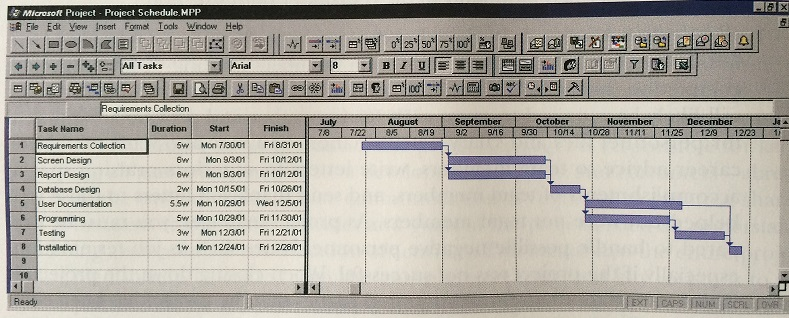 Microsoft Project - Project Schedule.MPP
File Edit View Insert Format Tools Window Help
0% 25% 50% 75% 100%
All Tasks Arial 8 B I U
100%
Requirements Collection
July August September October November December
Task Name Duration Start Finish 7/8 7/22 8/5 8/19 9/2 9/16 9/30 10/14 10/28 11/11 11/25 12/9 12/23
1 Requirements Collection 5w Mon 7/30/01 Fri 8/31/01
2 Screen Design 6w Mon 9/3/01 Fri 10/12/01
3 Report Design 6w Mon 9/3/01 Fri 10/12/01
4 Database Design 2w Mon 10/15/01 Fri 10/26/01
5 User Documentation 5.5w Mon 10/29/01 Wed 12/5/01
6 Programming 5w Mon 10/29/01 Fri 11/30/01
7 Testing 3w Mon 12/3/01 Fri 12/21/01
8 Installation 1w Mon 12/24/01 Fri 12/28/01
9
10
Ready EXT CAPS NUM SCRL OVR